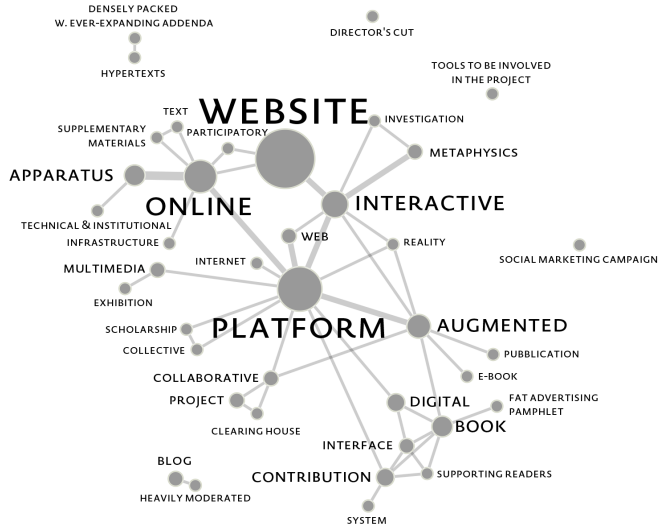 DENSELY PACKED
W. EVER-EXPANDING ADDENDA
HYPERTEXTS
DIRECTOR'S CUT
TOOLS TO BE INVOLVED
IN THE PROJECT
TEXT
WEBSITE
SUPPLEMENTARY
MATERIALS
PARTICIPATORY
INVESTIGATION
METAPHYSICS
APPARATUS
ONLINE
INTERACTIVE
TECHNICAL & INSTITUTIONAL
INFRASTRUCTURE
WEB
REALITY
SOCIAL MARKETING CAMPAIGN
INTERNET
MULTIMEDIA
EXHIBITION
PLATFORM
AUGMENTED
SCHOLARSHIP
COLLECTIVE
PUBBLICATION
COLLABORATIVE
E-BOOK
PROJECT
DIGITAL
FAT ADVERTISING
PAMPHLET
CLEARING HOUSE
BOOK
INTERFACE
BLOG
CONTRIBUTION
SUPPORTING READERS
HEAVILY MODERATED
SYSTEM